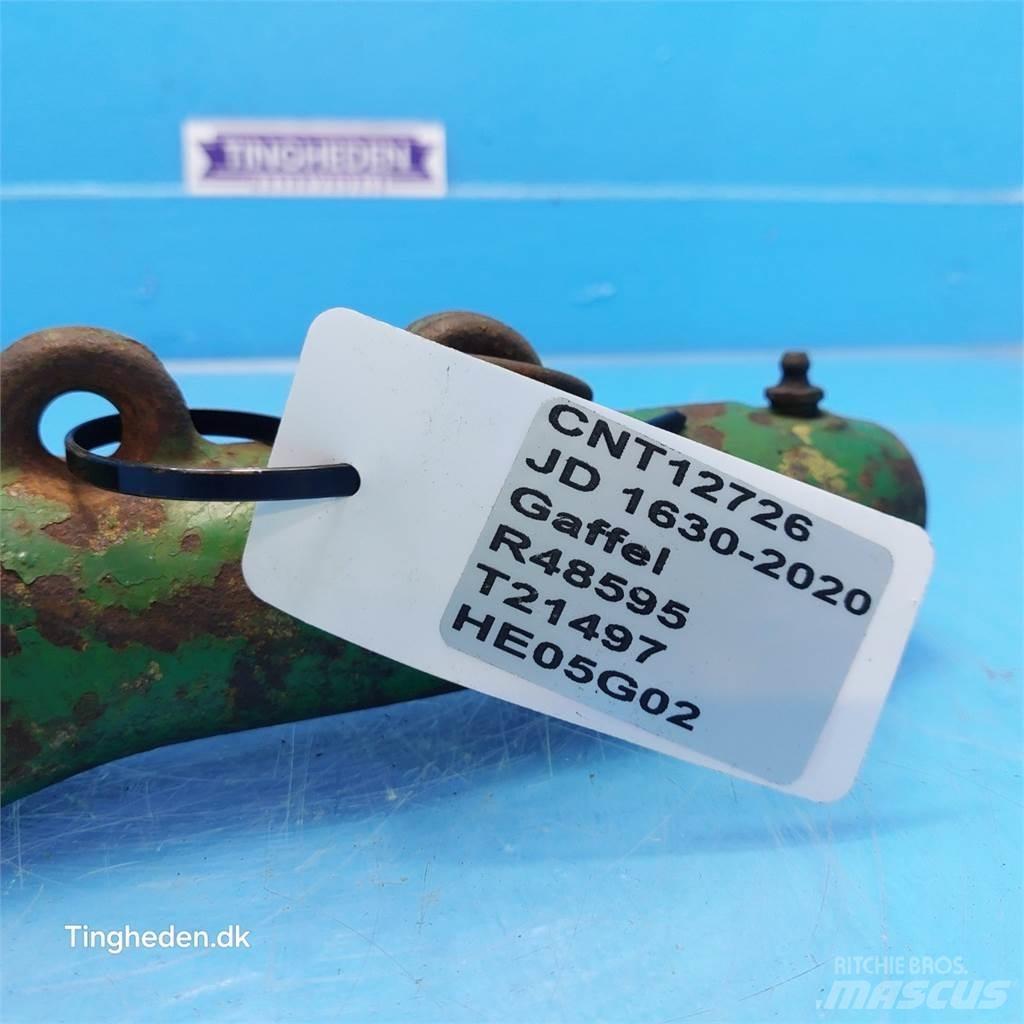 TINGHEDEN
CNT12726
JD 1630-2020
Gaffel
R48595
T21497
HE05G02
Tingheden.dk
RITCHIE BROS.
MASCUS